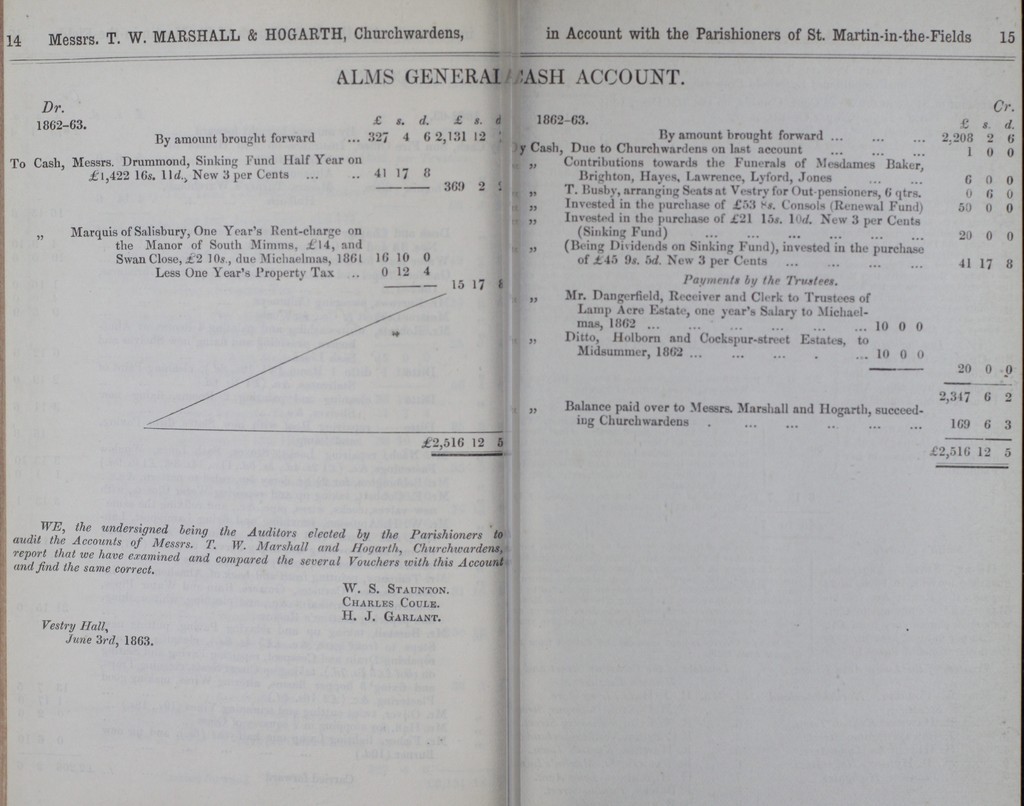 14 Messrs. T. W. MARSHALL & HOGARTH, Churchwardens,
ALMS GENERAL
Dr.
1862-63. £ s. d. £ s. d
By amount brought forward ... 327 4 6 2,131 12
To Cash, Messrs. Drummond, Sinking Fund Half Year on
£1,422 16s. 11d., New 3 per Cents ... .. 41 17 8
369 2
„ Marquis of Salisbury, One Year's Rent-charge on
the Manor of South Mimms, £14, and
Swan Close, £2 10s., due Michaelmas, 1861 16 10 0
Less One Year's Property Tax .. 0 12 4
15 17
£2,516 12 5
WE, the undersigned being the Auditors elected by the Parishioners to
audit the Accounts of Messrs. T. W. Marshall and Hogarth, Churchwardens,
report that we have examined and compared the several Vouchers with this Account
and find the same correct.
W. S. STAUNTON.
CHARLES COULE.
H. J. GARLANT.
Vestry Hall,
June 3rd, 1863.
in Account with the Parishioners of St. Martin-in-the-Fields 15
CASH ACCOUNT.
Cr.
1862-63. £ s. d.
By amount brought forward ... ... ... 2,208 2 6
y Cash, Due to Churchwardens on last account ... ... ... 1 0 0
„ Contributions towards the Funerals of Mesdames Baker,
Brighton, Hayes, Lawrence, Lyford, Jones ... ... 6 0 0
„ T. Busby, arranging Seats at Vestry for Out-pensioners, 6 qtrs. 0 6 0
„ Invested in the purchase of £53 8s. Consols (Renewal Fund) 50 0 0
„ Invested in the purchase of £21 15s. 10d. New 3 per Cents
(Sinking Fund) ... ... ... ... ... ... 20 0 0
„ (Being Dividends on Sinking Fund), invested in the purchase
of £45 9s. 5d. New 3 per Cents ... ... ... ... 41 17 8
Payments by the Trustees.
„ Mr. Dangerfield, Receiver and Clerk to Trustees of
Lamp Acre Estate, one year's Salary to Michael-
mas, 1862 ... ... ... ... ... ... 10 0 0
„ Ditto, Holborn and Cockspur-street Estates, to
Midsummer, 1862 ... ... ... . ... 10 0 0
20 0 0
2,347 6 2
„ Balance paid over to Messrs. Marshall and Hogarth, succeed-
ing Churchwardens . ... ... .. ... ... 169 6 3
£2,516 12 5